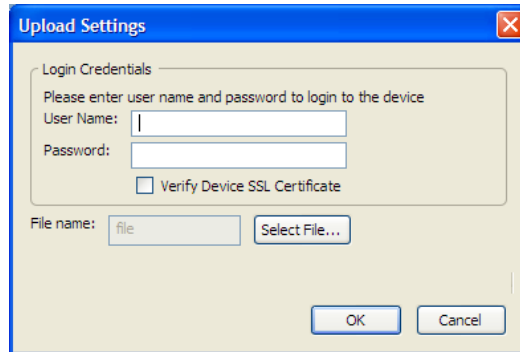 Upload Settings
Login Credentials
Please enter user name and password to login to the device
User Name:
Password:
Verify Device SSL Certificate
File name: file Select File...
OK Cancel